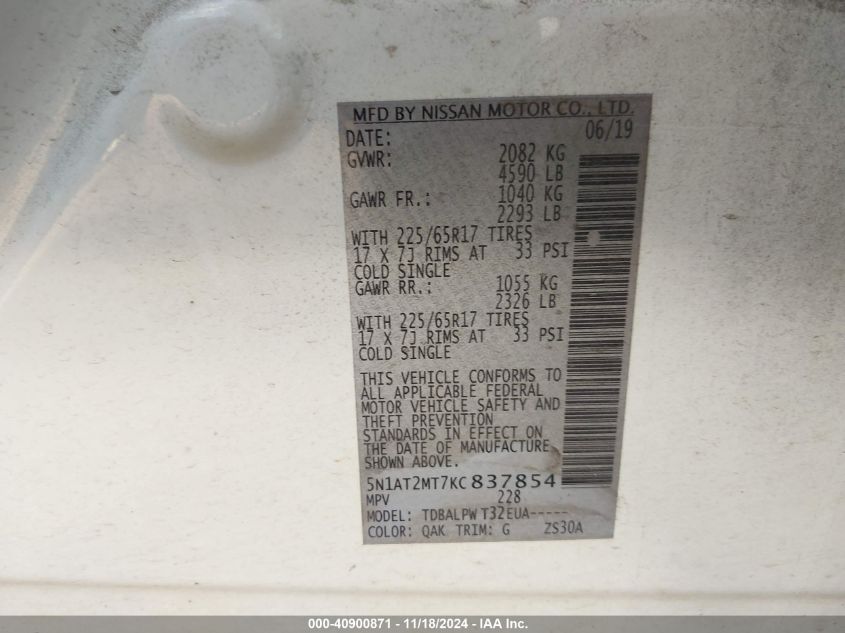 MFD BY NISSAN MOTOR CO., LTD.
DATE: 06/19
GVWR: 2082 KG
4590 LB
GAWR FR.: 1040 KG
2293 LB
WITH 225/65R17 TIRES
17 X 7J RIMS AT 33 PSI
COLD SINGLE
GAWR RR.: 1055 KG
2326 LB
WITH 225/65R17 TIRES
17 X 7J RIMS AT 33 PSI
COLD SINGLE
THIS VEHICLE CONFORMS TO
ALL APPLICABLE FEDERAL
MOTOR VEHICLE SAFETY AND
THEFT PREVENTION
STANDARDS IN EFFECT ON
THE DATE OF MANUFACTURE
SHOWN ABOVE.
5N1AT2MT7KC837854
MPV 228
MODEL: TDBALPW T32EUA-----
COLOR: QAK TRIM: G ZS30A
000-40900871 - 11/18/2024 - IAA Inc.